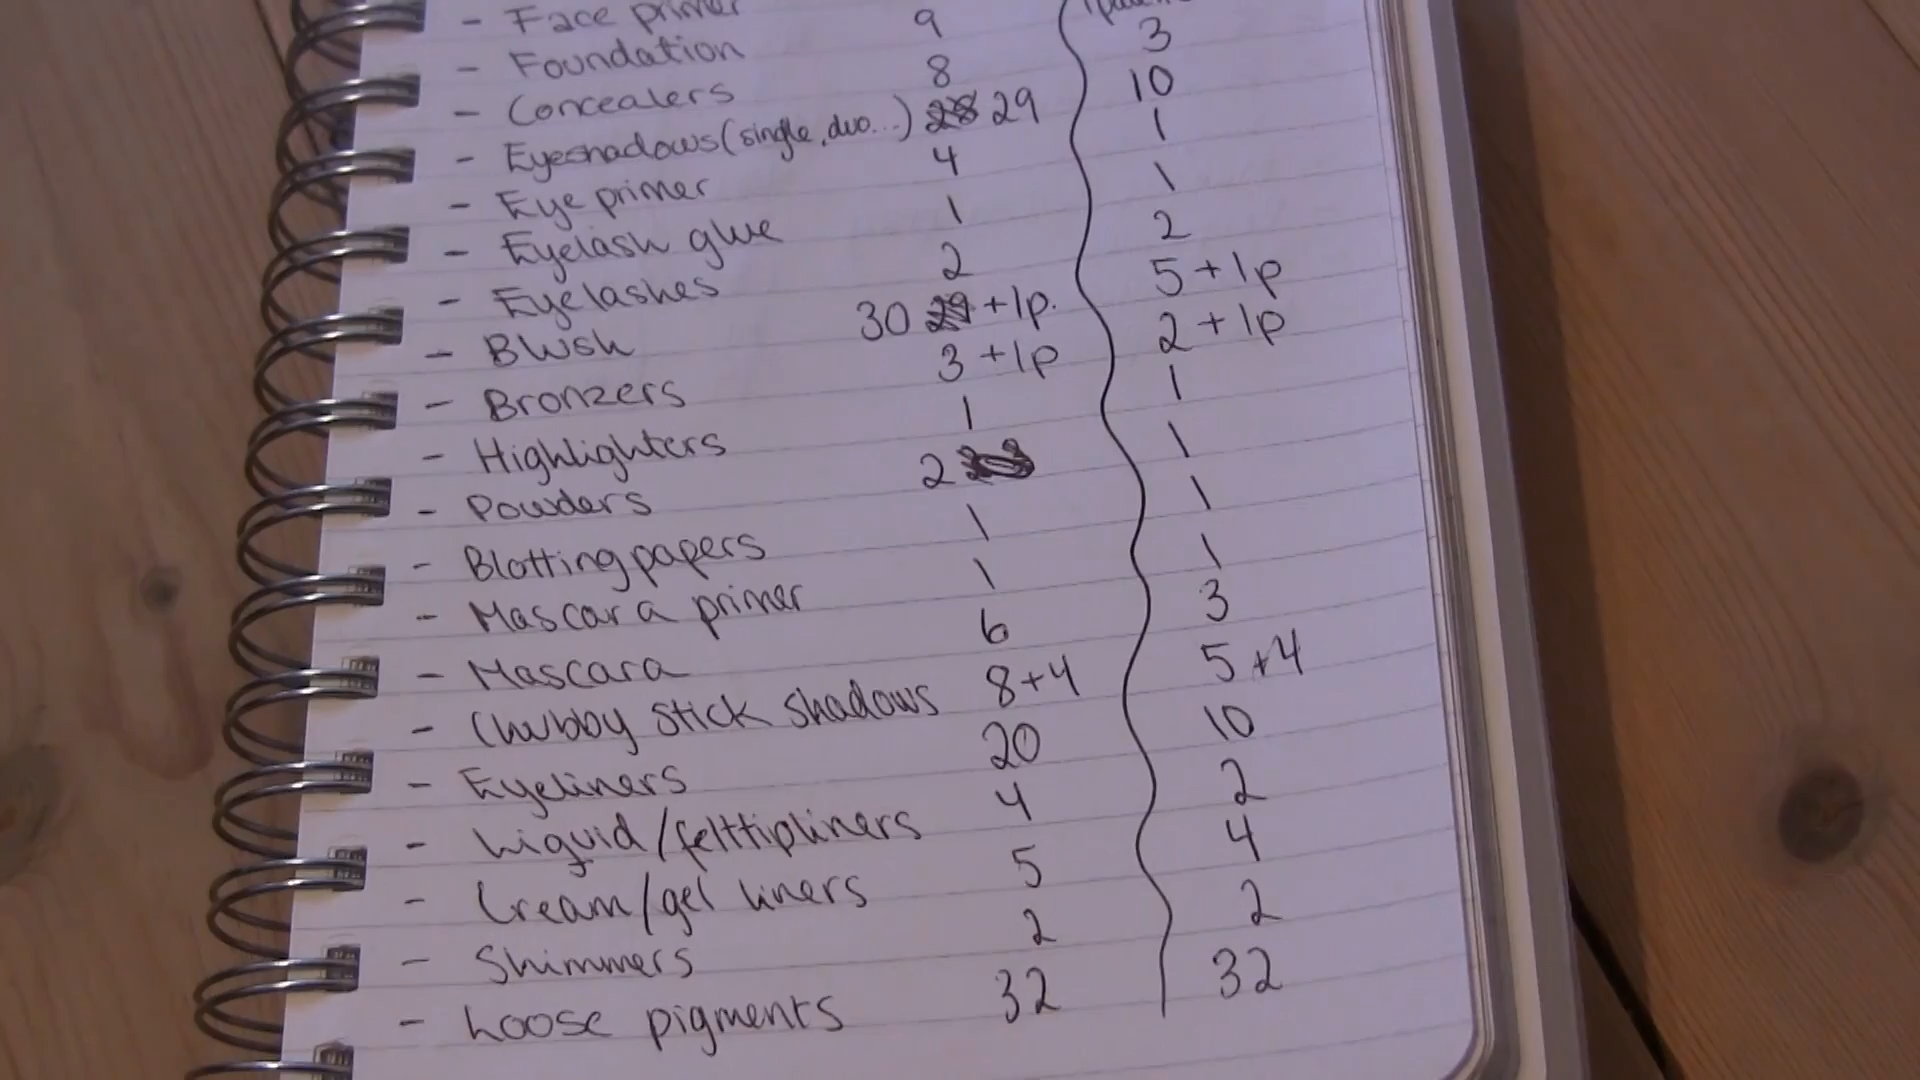 - Face primer
- Foundation 9
- Concealers 8 3
- Eyeshadows (single, duo...) 28 29 10
- Eye primer 4 1
- Eyelash glue 1 1
- Eyelashes 2 2
- Blush 30 29 +1p. 5+1p
- Bronzers 3+1p 2+1p
- Highlighters 1 1
- Powders 2 1
- Blotting papers 1 1
- Mascara primer 1 1
- Mascara 6 3
- Chubby stick shadows 8+4 5+4
- Eyeliners 20 10
- Liquid/felttipliners 4 2
- Cream/gel liners 5 4
- Shimmers 2 2
- Loose pigments 32 32